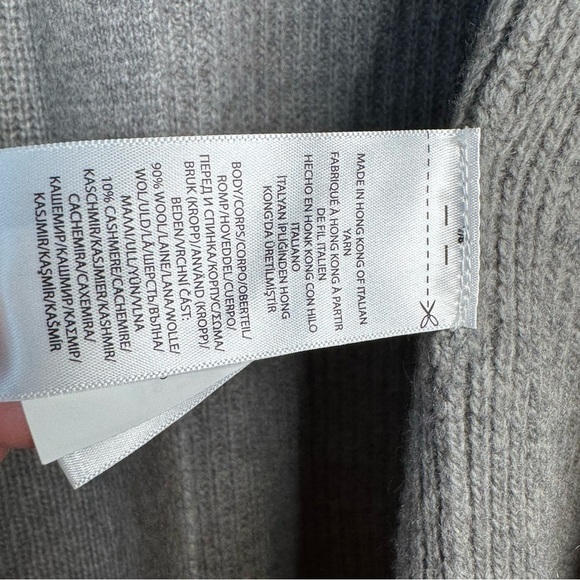 MADE IN HONG KONG OF ITALIAN
YARN
FABRIQUÉ À HONG KONG À PARTIR
DE FIL ITALIEN
HECHO EN HONK KONG CON HILO
ITALIANO
İTALYAN İPLİĞİNDEN HONG
KONG'DA ÜRETİLMİŞTİR
BODY/CORPS/CORPO/OBERTEIL/
ROMP/HOVEDDEL/CUERPO/
ПЕРЕД И СПИНКА/КОРПУС/ΣΩΜΑ/
BRUK (KROPP)/ANVÄND (KROPP)/
BEDEN/VRCHNÍ ČÁST:
90% WOOL/LAINE/LANA/WOLLE/
WOL/ULD/LÃ/ШЕРСТЬ/ВЪЛНА/
ΜΑΛΛΙ/ULL/YÜN/VLNA
10% CASHMERE/CACHEMIRE/
KASCHMIR/KASJMIER/KASHMIR/
CACHEMIRA/CAXEMIRA/
КАШЕМИР/КАШМИР/ΚΑΣΜΙΡ/
KASJMIR/KAŞMİR/KAŠMÍR